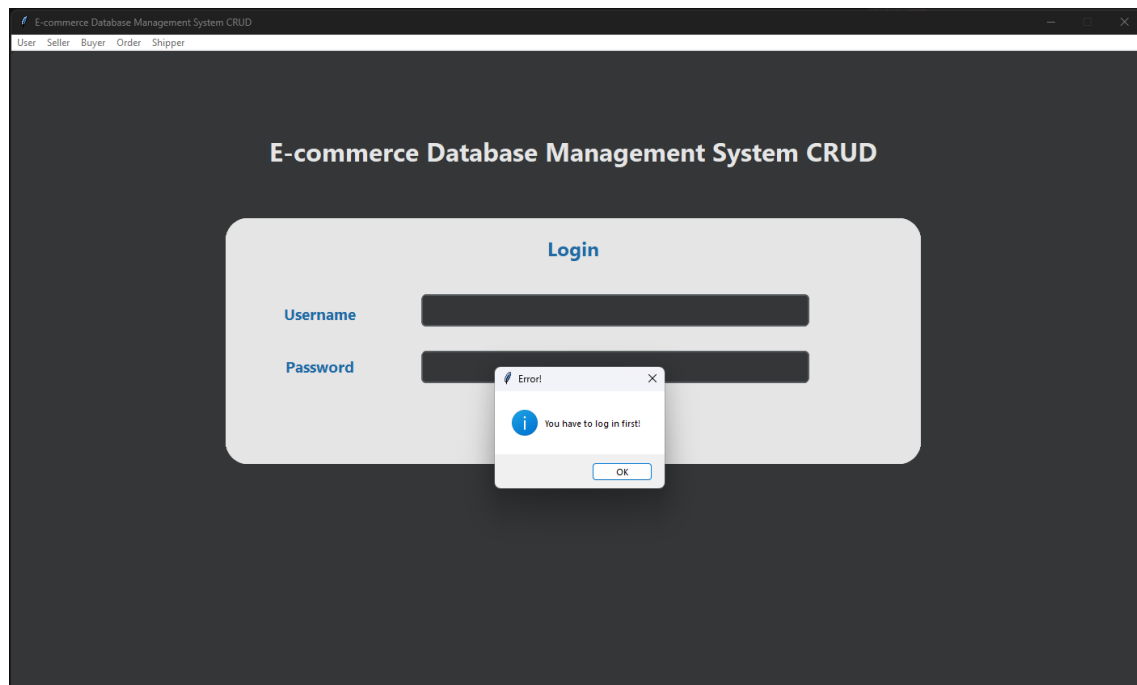 E-commerce Database Management System CRUD
User Seller Buyer Order Shipper
E-commerce Database Management System CRUD
Login
Username
Password
Error!
You have to log in first!
OK